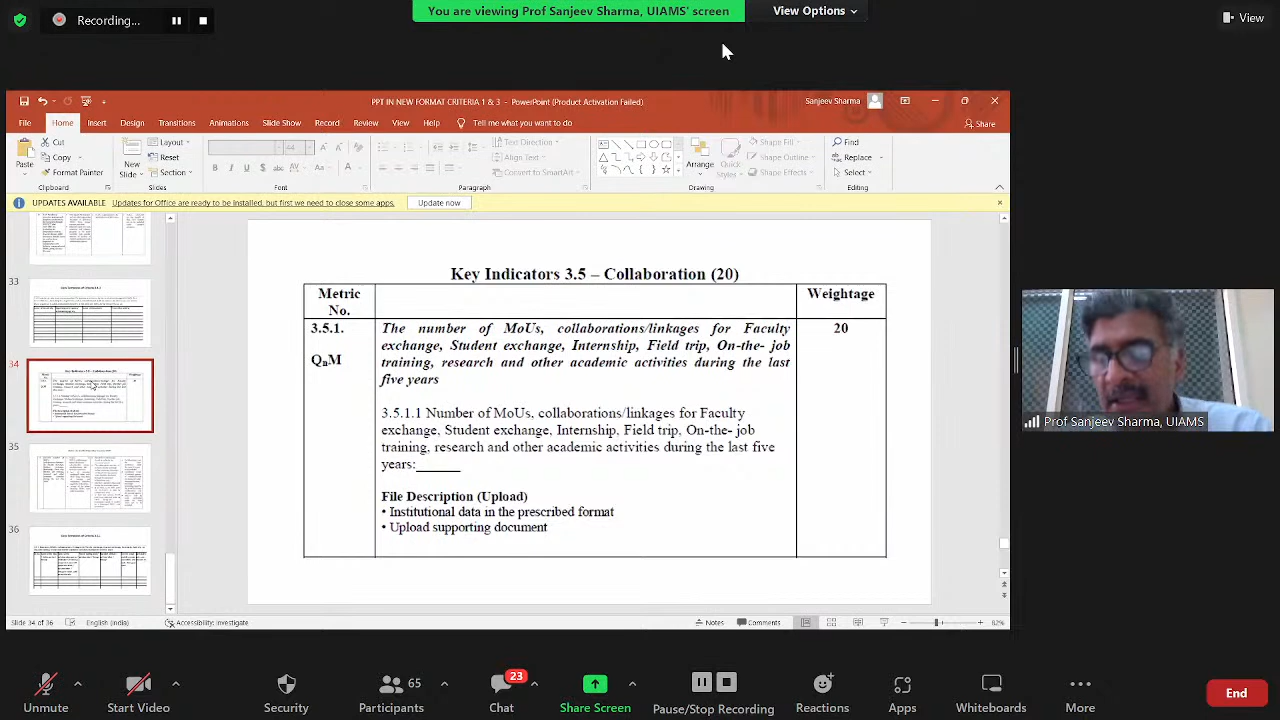 Recording...
You are viewing Prof Sanjeev Sharma, UIAMS' screen
View Options
View
PPT IN NEW FORMAT CRITERIA 1 & 3 - PowerPoint (Product Activation Failed)
Sanjeev Sharma
File Home Insert Design Transitions Animations Slide Show Record Review View Help Tell me what you want to do
Share
Paste
Cut
Copy
Format Painter
Clipboard
New Slide
Layout
Reset
Section
Slides
Font
Text Direction
Align Text
Convert to SmartArt
Paragraph
Arrange
Quick Styles
Shape Fill
Shape Outline
Shape Effects
Drawing
Find
Replace
Select
Editing
UPDATES AVAILABLE Updates for Office are ready to be installed, but first we need to close some apps. Update now
33
34
35
36
Key Indicators 3.5 – Collaboration (20)
Metric No.
Weightage
3.5.1.
QnM
The number of MoUs, collaborations/linkages for Faculty
exchange, Student exchange, Internship, Field trip, On-the- job
training, research and other academic activities during the last
five years
20
3.5.1.1 Number of MoUs, collaborations/linkages for Faculty
exchange, Student exchange, Internship, Field trip, On-the- job
training, research and other academic activities during the last five
years:______
File Description (Upload)
• Institutional data in the prescribed format
• Upload supporting document
Prof Sanjeev Sharma, UIAMS
Slide 34 of 36
English (India)
Accessibility: Investigate
Notes
Comments
82%
Unmute
Start Video
Security
65
Participants
23
Chat
Share Screen
Pause/Stop Recording
Reactions
Apps
Whiteboards
More
End